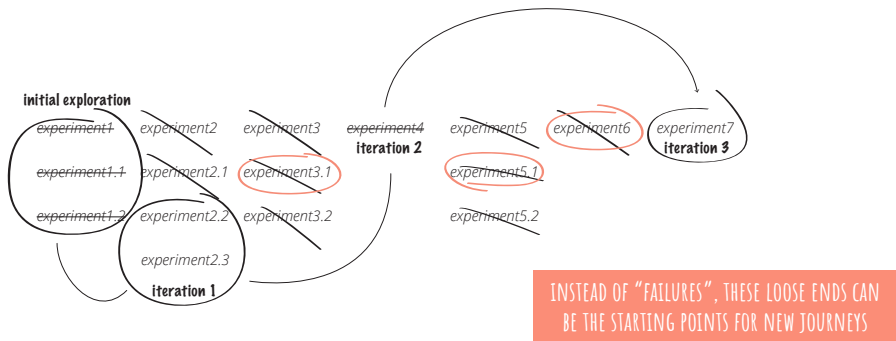 initial exploration
experiment1 experiment2 experiment3 experiment4 experiment5 experiment6 experiment7
iteration 2 iteration 3
experiment1.1 experiment2.1 experiment3.1 experiment5.1
experiment1.2 experiment2.2 experiment3.2 experiment5.2
experiment2.3
iteration 1
INSTEAD OF “FAILURES”, THESE LOOSE ENDS CAN
BE THE STARTING POINTS FOR NEW JOURNEYS